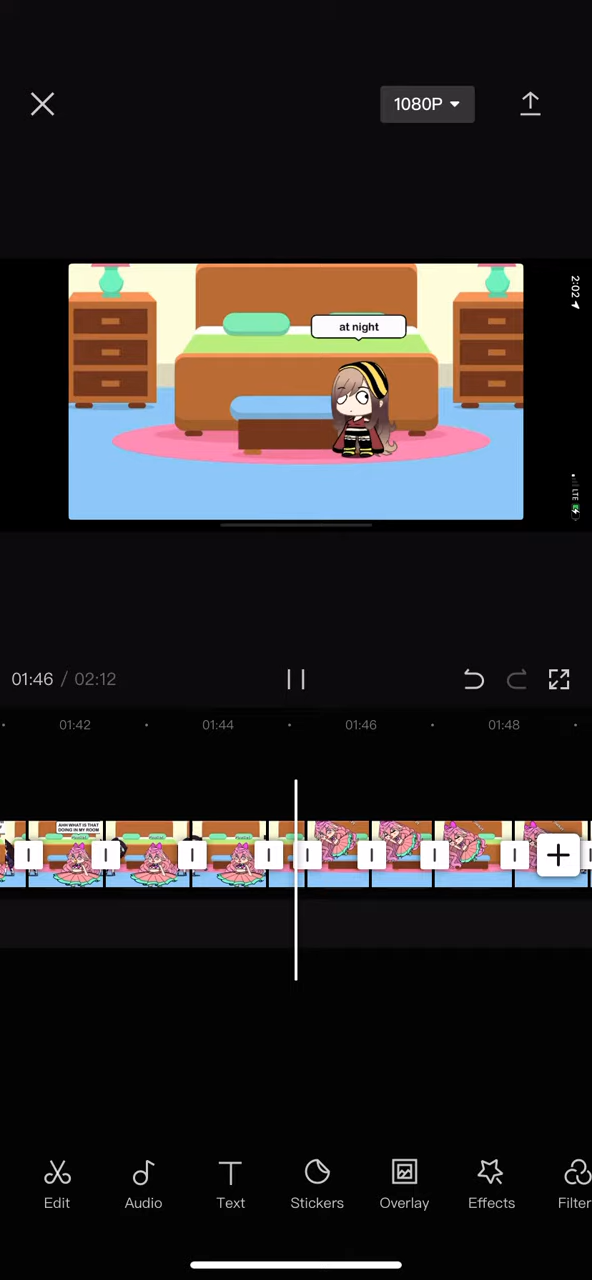 1080P
2:02
at night
LTE
01:46 / 02:12
01:42
01:44
01:46
01:48
AHH WHAT IS THAT
DOING IN MY ROOM
Edit
Audio
Text
Stickers
Overlay
Effects
Filter